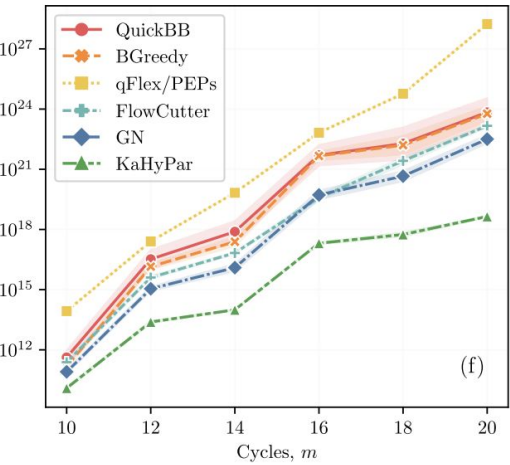 10^27
10^24
10^21
10^18
10^15
10^12
QuickBB
BGreedy
qFlex/PEPs
FlowCutter
GN
KaHyPar
(f)
10 12 14 16 18 20
Cycles, m